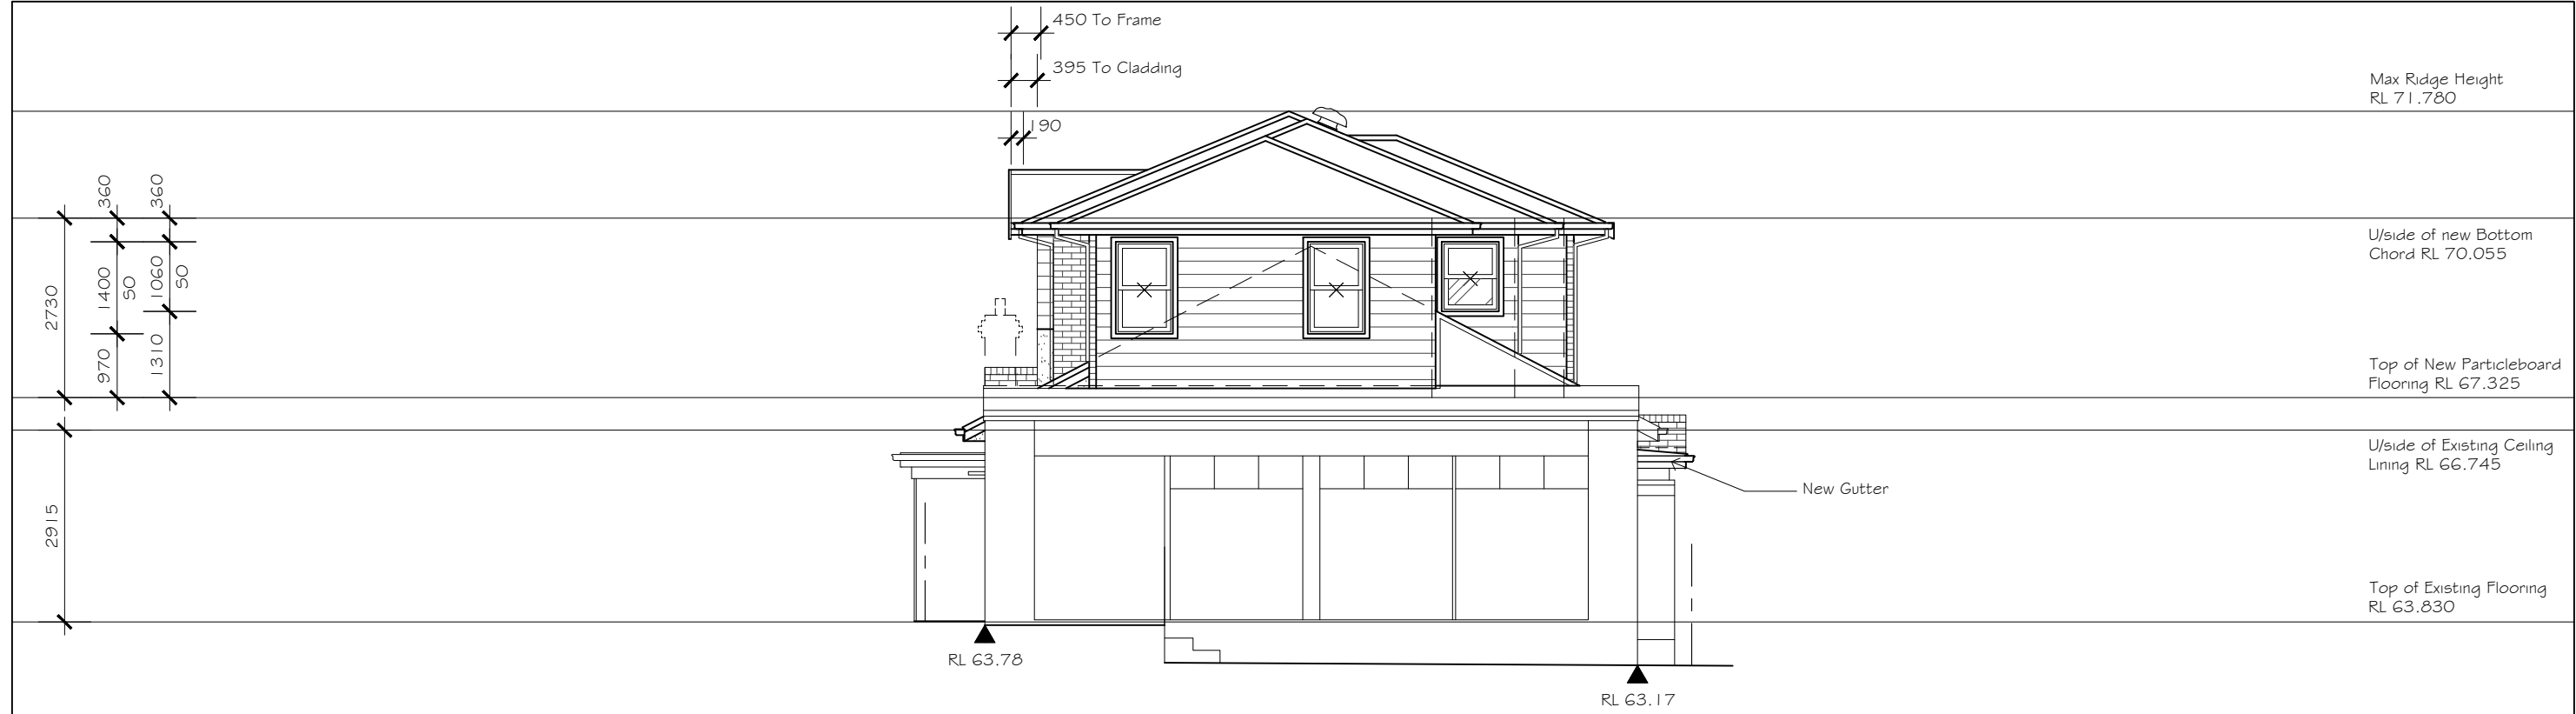 450 To Frame
395 To Cladding
190
Max Ridge Height
RL 71.780
360
360
2730
1400
50
1060
50
970
1310
U/side of new Bottom
Chord RL 70.055
Top of New Particleboard
Flooring RL 67.325
U/side of Existing Ceiling
Lining RL 66.745
New Gutter
2915
Top of Existing Flooring
RL 63.830
RL 63.78
RL 63.17